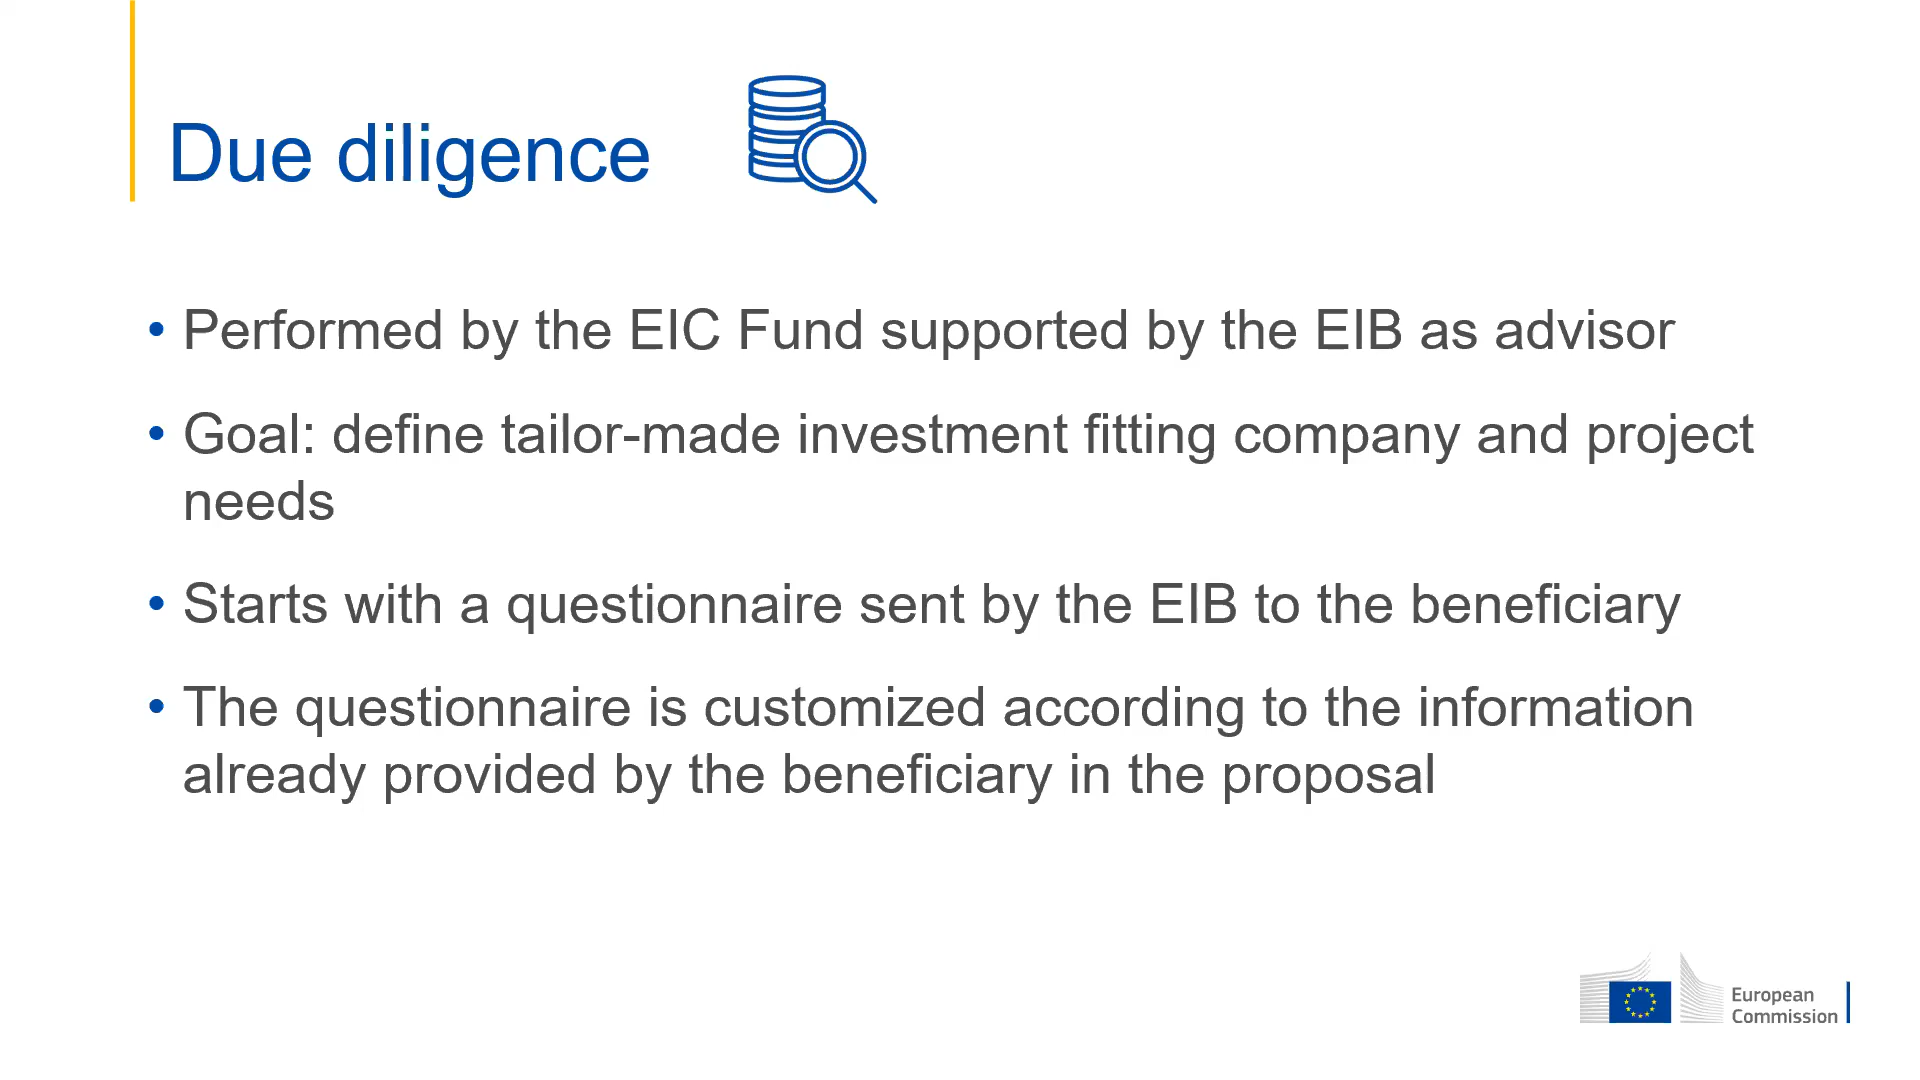 Due diligence
• Performed by the EIC Fund supported by the EIB as advisor
• Goal: define tailor-made investment fitting company and project
needs
• Starts with a questionnaire sent by the EIB to the beneficiary
• The questionnaire is customized according to the information
already provided by the beneficiary in the proposal
European
Commission